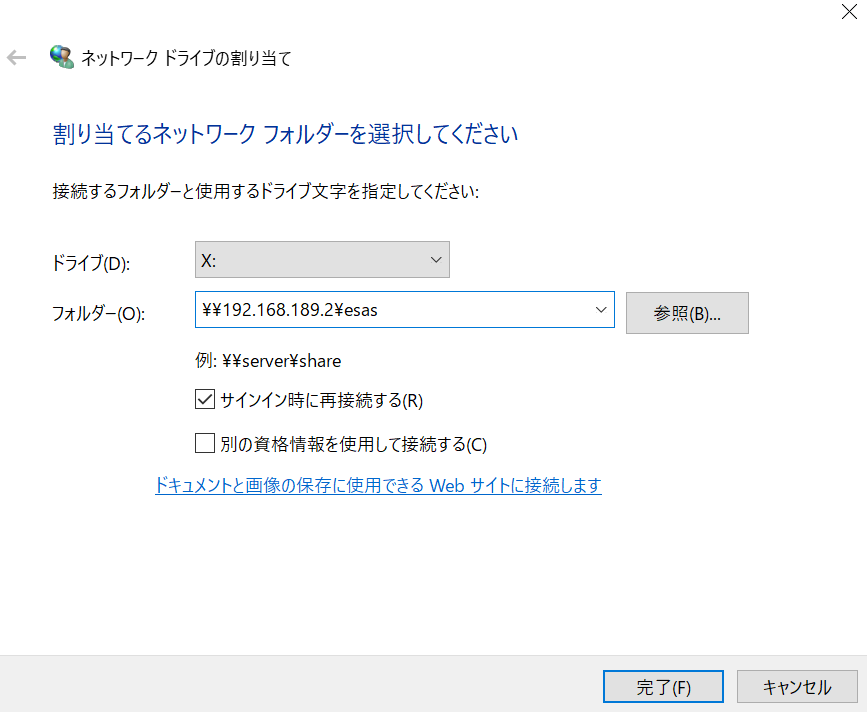 ネットワーク ドライブの割り当て
割り当てるネットワーク フォルダーを選択してください
接続するフォルダーと使用するドライブ文字を指定してください:
ドライブ(D): X:
フォルダー(O): ¥¥192.168.189.2¥esas 参照(B)...
例: ¥¥server¥share
サインイン時に再接続する(R)
別の資格情報を使用して接続する(C)
ドキュメントと画像の保存に使用できる Web サイトに接続します
完了(F) キャンセル